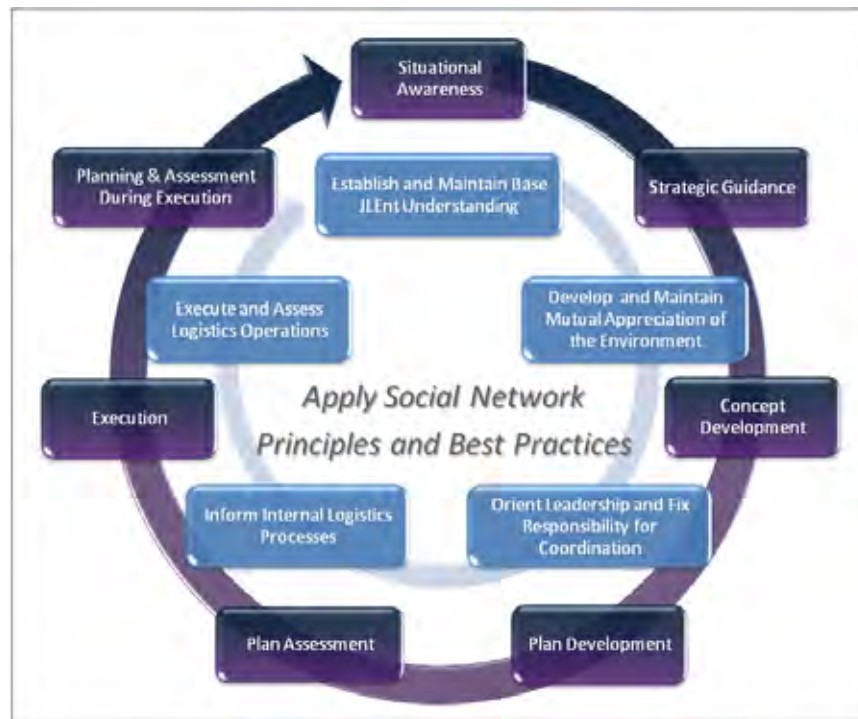 Situational
Awareness
Planning & Assessment
During Execution
Establish and Maintain Base
JLEnt Understanding
Strategic Guidance
Execute and Assess
Logistics Operations
Develop and Maintain
Mutual Appreciation of
the Environment
Execution
Apply Social Network
Principles and Best Practices
Concept
Development
Inform Internal Logistics
Processes
Orient Leadership and Fix
Responsibility for
Coordination
Plan Assessment
Plan Development